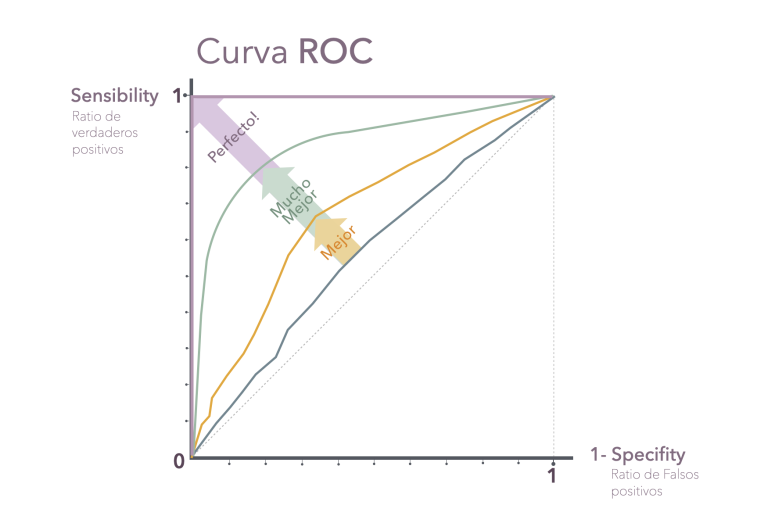 Curva ROC
Sensibility
Ratio de
verdaderos
positivos
1
Perfecto!
Mucho
Mejor
Mejor
0
1
1- Specifity
Ratio de Falsos
positivos